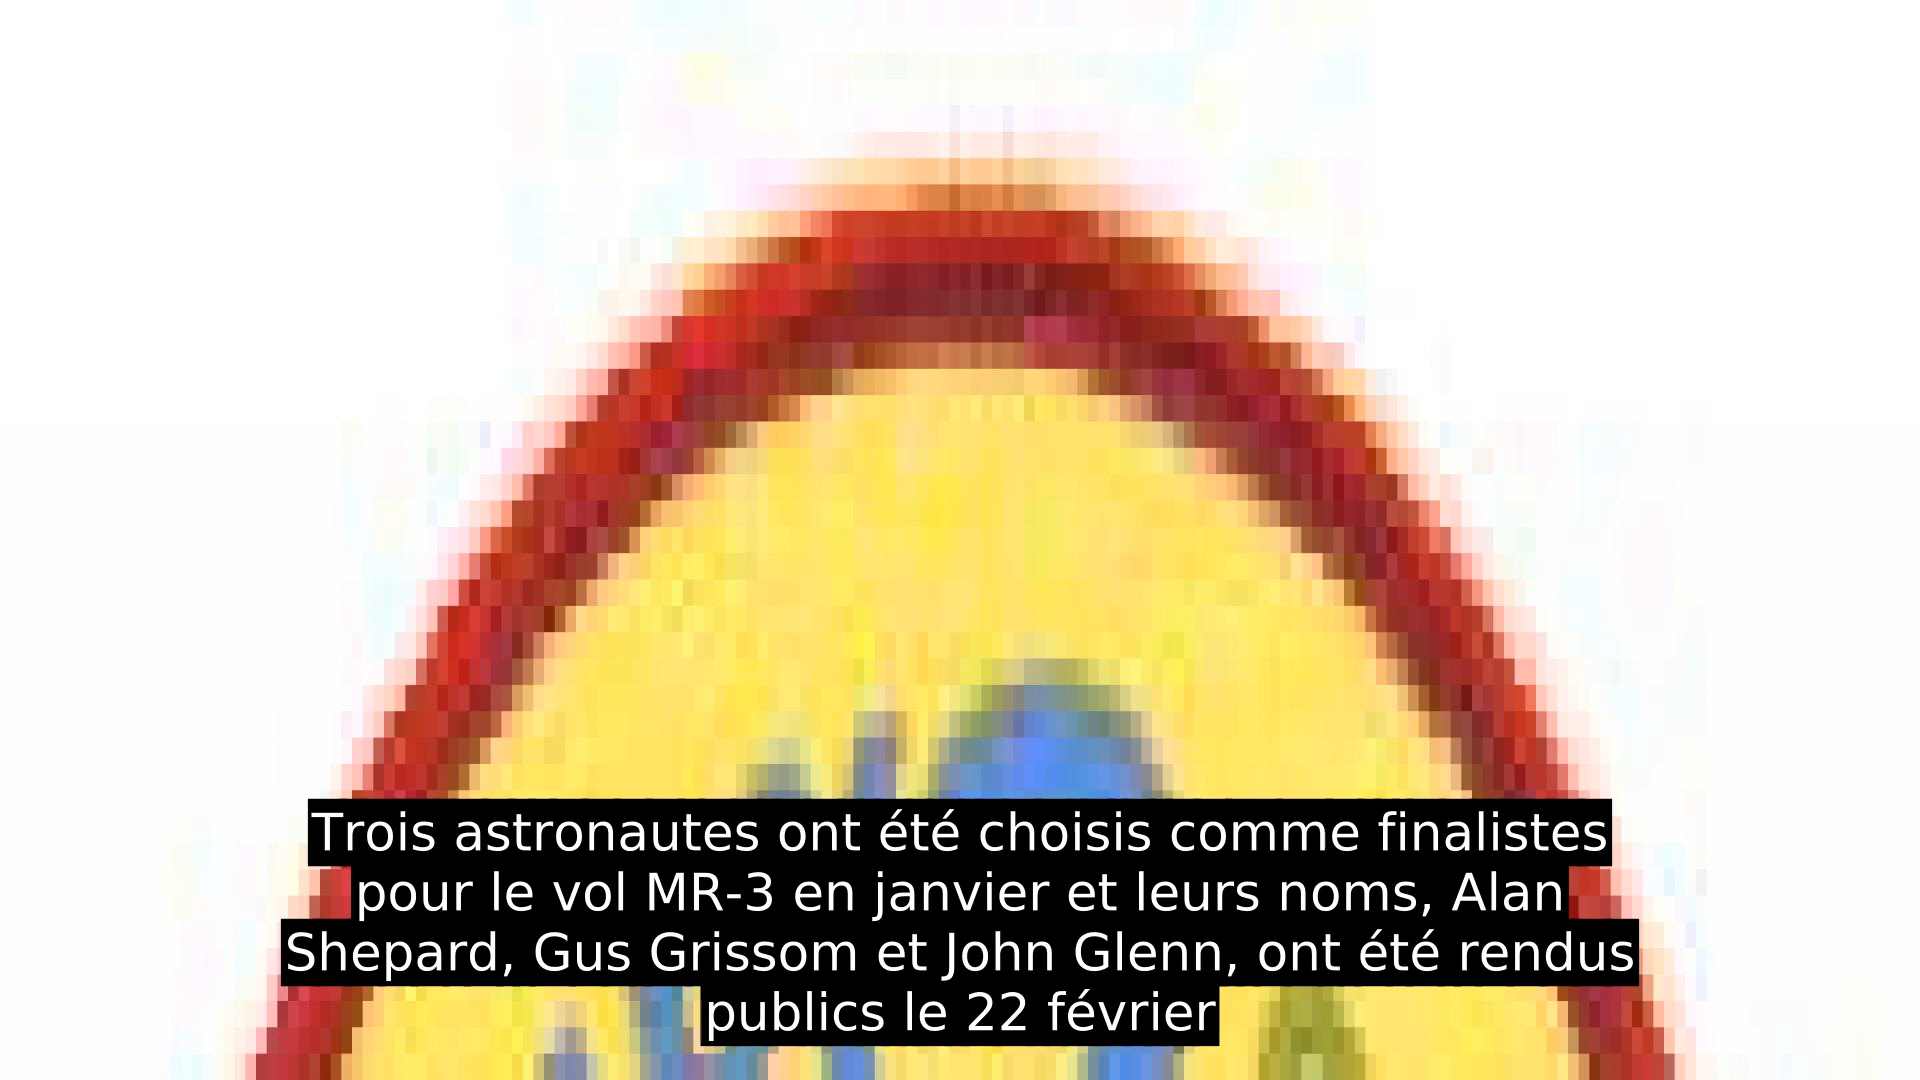 Trois astronautes ont été choisis comme finalistes
pour le vol MR-3 en janvier et leurs noms, Alan
Shepard, Gus Grissom et John Glenn, ont été rendus
publics le 22 février